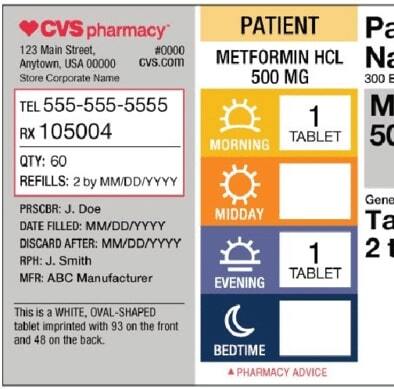 CVS pharmacy
123 Main Street, #0000
Anytown, USA 00000 CVS.COM
Store Corporate Name
TEL 555-555-5555
RX 105004
QTY: 60
REFILLS: 2 by MM/DD/YYYY
PRSCBR: J. Doe
DATE FILLED: MM/DD/YYYY
DISCARD AFTER: MM/DD/YYYY
RPH: J. Smith
MFR: ABC Manufacturer
This is a WHITE, OVAL-SHAPED
tablet imprinted with 93 on the front
and 48 on the back.
PATIENT
METFORMIN HCL
500 MG
MORNING
1
TABLET
MIDDAY
EVENING
1
TABLET
BEDTIME
PHARMACY ADVICE
Pa
Na
300 E
M
50
Gene
Ta
2 t